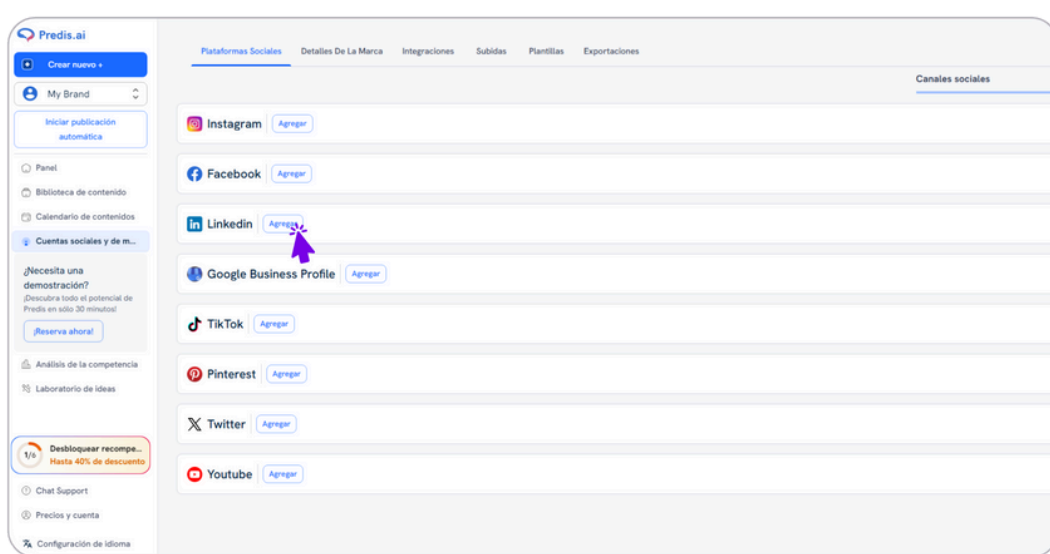 Predis.ai
Crear nuevo +
My Brand
Iniciar publicación
automática
Panel
Biblioteca de contenido
Calendario de contenidos
Cuentas sociales y de m...
¿Necesita una
demostración?
¡Descubra todo el potencial de
Predis en sólo 30 minutos!
¡Reserva ahora!
Análisis de la competencia
Laboratorio de ideas
1/6
Desbloquear recompe...
Hasta 40% de descuento
Chat Support
Precios y cuenta
Configuración de idioma
Plataformas Sociales Detalles De La Marca Integraciones Subidas Plantillas Exportaciones
Canales sociales
Instagram Agregar
Facebook Agregar
Linkedin Agregar
Google Business Profile Agregar
TikTok Agregar
Pinterest Agregar
Twitter Agregar
Youtube Agregar